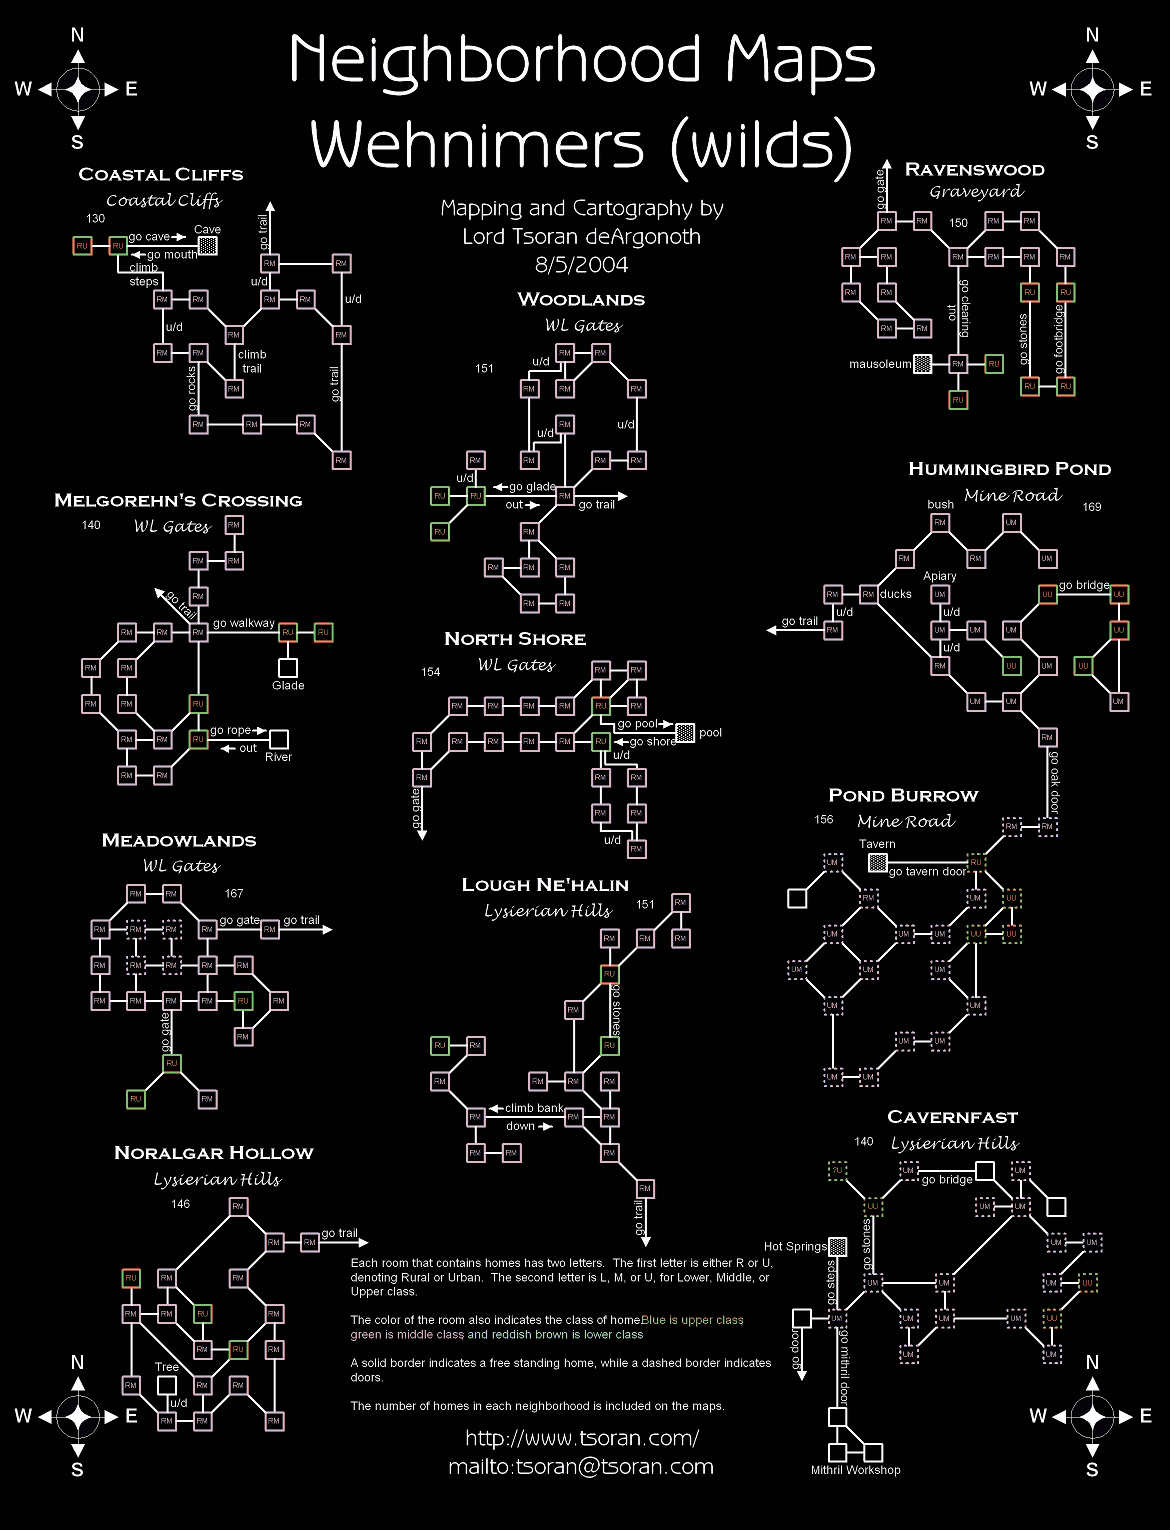 Neighborhood Maps
Wehnimers (wilds)
Mapping and Cartography by
Lord Tsoran deArgonoth
8/5/2004
N
W E
S
N
W E
S
COASTAL CLIFFS
Coastal Cliffs
130
RU RU
go cave
Cave
go mouth
climb
steps
go trail
RM RM
u/d
u/d
RM RM RM RM
u/d
RM RM
climb
trail
RM RM
RM
go rocks
go trail
RM RM RM
RM
RAVENSWOOD
Graveyard
go gate
150
RM RM RM RM
RM RM RM RM RM RM
RM RM RU RU
RM RM
out
go clearing
go stones
go footbridge
mausoleum
RM RU
RU RU
RU
WOODLANDS
WL Gates
151
u/d
RM RM
RM RM RM
RM
u/d
u/d
RM RM RM RM
u/d
go glade
RU RU RM
out
go trail
RU RM
RM RM RM
RM RM
MELGOREHN'S CROSSING
WL Gates
140
RM
RM RM
RM
go trail
go walkway
RM RM RM RU RU
RM RM
Glade
RM RM RU
go rope
RM RM RU
out
River
RM RM
HUMMINGBIRD POND
Mine Road
169
bush
RM UM
RM RM UM
Apiary
go bridge
RM RM
ducks
UM UU UU
u/d
u/d
go trail
RM UM UM UM UU
u/d
RM UU UM UU
UM UM UM
RM
go oak door
NORTH SHORE
WL Gates
154
RM RM
RM RM RM RM RU RM
go pool
pool
go shore
RM RM RM RM RM RU
u/d
RM RM RM
go gate
RM RM
u/d
RM
POND BURROW
Mine Road
156
RM RM
Tavern
UM RU
go tavern door
RM UM UU
UM UM UM UU UU
UM UM UM
UM UM
UM UM
UM UM
MEADOWLANDS
WL Gates
167
RM RM
go gate
go trail
RM RM RM RM RM
RM RM RM RM RM
RM RM RM RM RU RM
RM
go gate
RU
RU RM
LOUGH NE'HALIN
Lysierian Hills
151
RM
RM RM RM
RU
go stones
RM
RU RM RU
RM RM RM RM
climb bank
RM RM RM
down
RM RM RM
RM
go trail
NORALGAR HOLLOW
Lysierian Hills
146
RM
go trail
RM RM
RU RM RM
RM RM RU RM
RM RU RM
Tree
RM RM RM
u/d
RM RM RM
CAVERNFAST
Lysierian Hills
140
?U UM UM
go bridge
UU UM UM
Hot Springs
go stones
UM UM
go steps
UM UM UM UU
UM UM UM UM UU
go door
go mithril door
UM UM
Mithril Workshop
Each room that contains homes has two letters. The first letter is either R or U,
denoting Rural or Urban. The second letter is L, M, or U, for Lower, Middle, or
Upper class.
The color of the room also indicates the class of home.Blue is upper class,
green is middle class, and reddish brown is lower class
A solid border indicates a free standing home, while a dashed border indicates
doors.
The number of homes in each neighborhood is included on the maps.
http://www.tsoran.com/
mailto:tsoran@tsoran.com
N
W E
S
N
W E
S